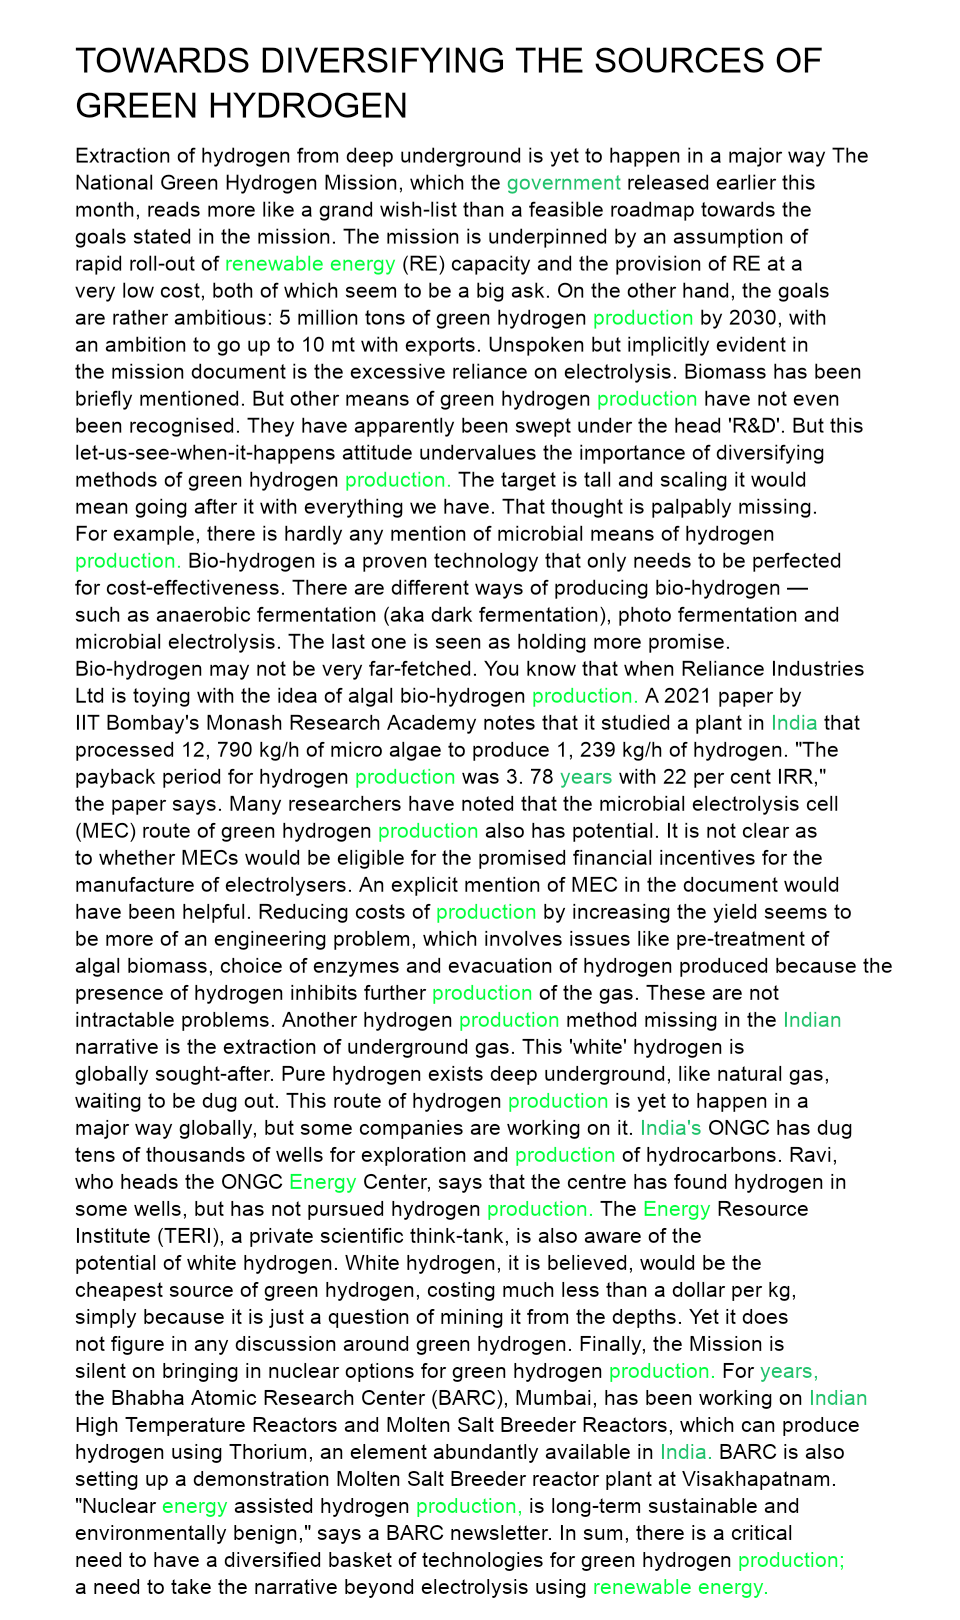 TOWARDS DIVERSIFYING THE SOURCES OF
GREEN HYDROGEN
Extraction of hydrogen from deep underground is yet to happen in a major way The
National Green Hydrogen Mission, which the government released earlier this
month, reads more like a grand wish-list than a feasible roadmap towards the
goals stated in the mission. The mission is underpinned by an assumption of
rapid roll-out of renewable energy (RE) capacity and the provision of RE at a
very low cost, both of which seem to be a big ask. On the other hand, the goals
are rather ambitious: 5 million tons of green hydrogen production by 2030, with
an ambition to go up to 10 mt with exports. Unspoken but implicitly evident in
the mission document is the excessive reliance on electrolysis. Biomass has been
briefly mentioned. But other means of green hydrogen production have not even
been recognised. They have apparently been swept under the head 'R&D'. But this
let-us-see-when-it-happens attitude undervalues the importance of diversifying
methods of green hydrogen production. The target is tall and scaling it would
mean going after it with everything we have. That thought is palpably missing.
For example, there is hardly any mention of microbial means of hydrogen
production. Bio-hydrogen is a proven technology that only needs to be perfected
for cost-effectiveness. There are different ways of producing bio-hydrogen —
such as anaerobic fermentation (aka dark fermentation), photo fermentation and
microbial electrolysis. The last one is seen as holding more promise.
Bio-hydrogen may not be very far-fetched. You know that when Reliance Industries
Ltd is toying with the idea of algal bio-hydrogen production. A 2021 paper by
IIT Bombay's Monash Research Academy notes that it studied a plant in India that
processed 12, 790 kg/h of micro algae to produce 1, 239 kg/h of hydrogen. "The
payback period for hydrogen production was 3. 78 years with 22 per cent IRR,"
the paper says. Many researchers have noted that the microbial electrolysis cell
(MEC) route of green hydrogen production also has potential. It is not clear as
to whether MECs would be eligible for the promised financial incentives for the
manufacture of electrolysers. An explicit mention of MEC in the document would
have been helpful. Reducing costs of production by increasing the yield seems to
be more of an engineering problem, which involves issues like pre-treatment of
algal biomass, choice of enzymes and evacuation of hydrogen produced because the
presence of hydrogen inhibits further production of the gas. These are not
intractable problems. Another hydrogen production method missing in the Indian
narrative is the extraction of underground gas. This 'white' hydrogen is
globally sought-after. Pure hydrogen exists deep underground, like natural gas,
waiting to be dug out. This route of hydrogen production is yet to happen in a
major way globally, but some companies are working on it. India's ONGC has dug
tens of thousands of wells for exploration and production of hydrocarbons. Ravi,
who heads the ONGC Energy Center, says that the centre has found hydrogen in
some wells, but has not pursued hydrogen production. The Energy Resource
Institute (TERI), a private scientific think-tank, is also aware of the
potential of white hydrogen. White hydrogen, it is believed, would be the
cheapest source of green hydrogen, costing much less than a dollar per kg,
simply because it is just a question of mining it from the depths. Yet it does
not figure in any discussion around green hydrogen. Finally, the Mission is
silent on bringing in nuclear options for green hydrogen production. For years,
the Bhabha Atomic Research Center (BARC), Mumbai, has been working on Indian
High Temperature Reactors and Molten Salt Breeder Reactors, which can produce
hydrogen using Thorium, an element abundantly available in India. BARC is also
setting up a demonstration Molten Salt Breeder reactor plant at Visakhapatnam.
"Nuclear energy assisted hydrogen production, is long-term sustainable and
environmentally benign," says a BARC newsletter. In sum, there is a critical
need to have a diversified basket of technologies for green hydrogen production;
a need to take the narrative beyond electrolysis using renewable energy.